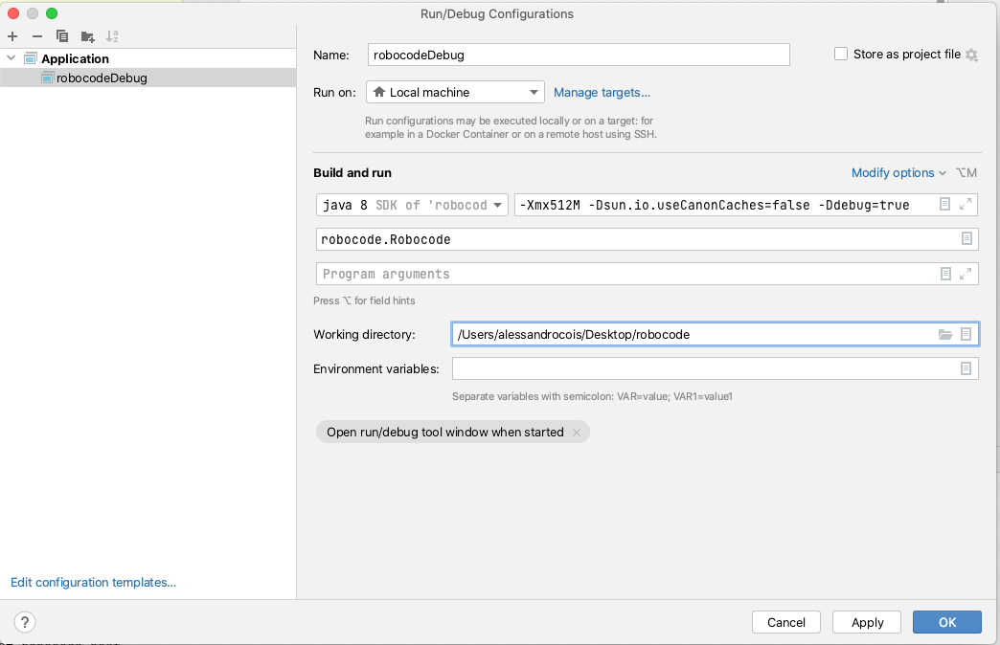 Run/Debug Configurations
Application
robocodeDebug
Edit configuration templates...
Name: robocodeDebug Store as project file
Run on: Local machine Manage targets...
Run configurations may be executed locally or on a target: for
example in a Docker Container or on a remote host using SSH.
Build and run Modify options ⌥M
java 8 SDK of 'robocod -Xmx512M -Dsun.io.useCanonCaches=false -Ddebug=true
robocode.Robocode
Program arguments
Press ⌥ for field hints
Working directory: /Users/alessandrocois/Desktop/robocode
Environment variables:
Separate variables with semicolon: VAR=value; VAR1=value1
Open run/debug tool window when started
? Cancel Apply OK